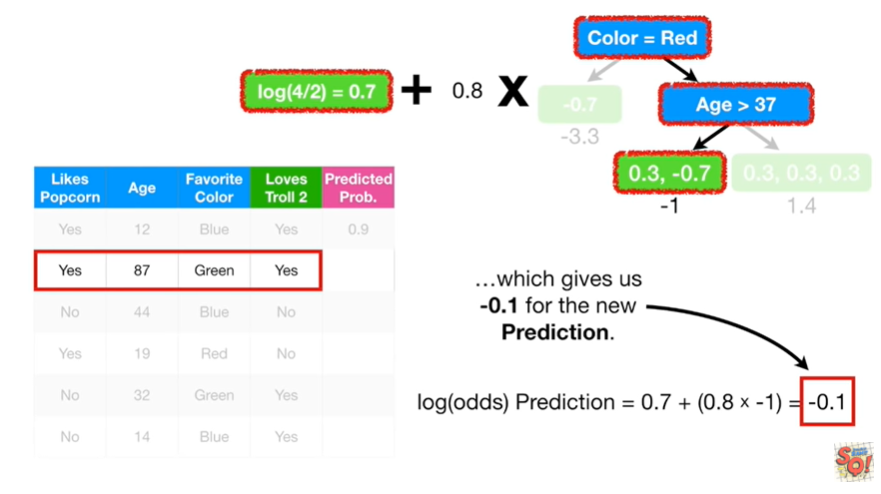 Color = Red
log(4/2) = 0.7 + 0.8 X
-0.7
Age > 37
-3.3
0.3, -0.7
0.3, 0.3, 0.3
-1
1.4
Likes Popcorn Age Favorite Color Loves Troll 2 Predicted Prob.
Yes 12 Blue Yes 0.9
Yes 87 Green Yes
No 44 Blue No
Yes 19 Red No
No 32 Green Yes
No 14 Blue Yes
…which gives us
-0.1 for the new
Prediction.
log(odds) Prediction = 0.7 + (0.8 × -1) = -0.1
SQ!